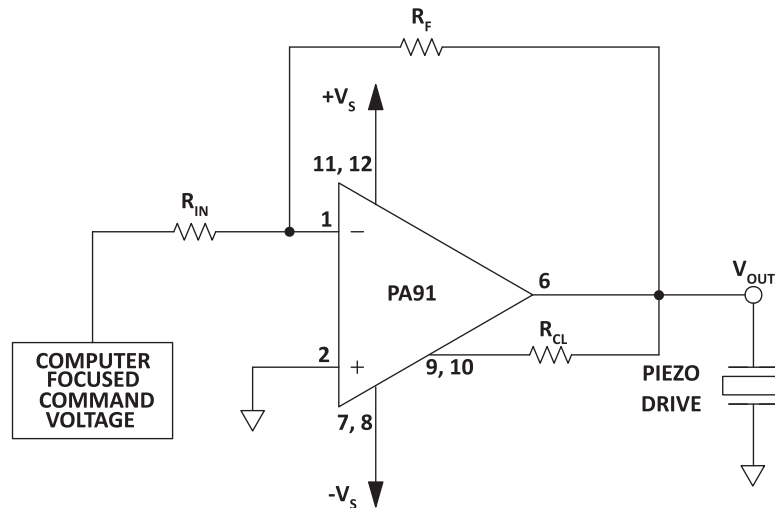 R_F
+V_S
11, 12
R_IN
1
6
V_OUT
PA91
R_CL
2
9, 10
COMPUTER
FOCUSED
COMMAND
VOLTAGE
PIEZO
DRIVE
7, 8
-V_S